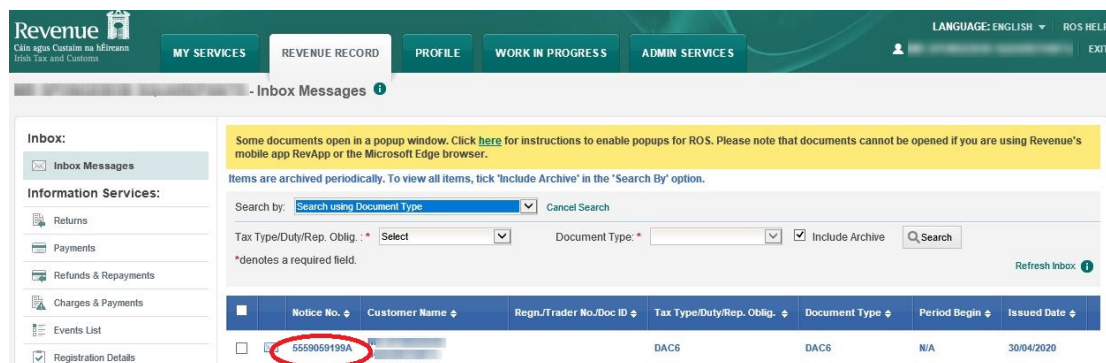 Revenue
Cáin agus Custaim na hÉireann
Irish Tax and Customs
LANGUAGE: ENGLISH ROS HELP
MY SERVICES REVENUE RECORD PROFILE WORK IN PROGRESS ADMIN SERVICES
EXIT
- Inbox Messages
Inbox:
Inbox Messages
Information Services:
Returns
Payments
Refunds & Repayments
Charges & Payments
Events List
Registration Details
Some documents open in a popup window. Click here for instructions to enable popups for ROS. Please note that documents cannot be opened if you are using Revenue's
mobile app RevApp or the Microsoft Edge browser.
Items are archived periodically. To view all items, tick 'Include Archive' in the 'Search By' option.
Search by: Search using Document Type Cancel Search
Tax Type/Duty/Rep. Oblig. : * Select Document Type: * Include Archive Search
*denotes a required field.
Refresh Inbox
Notice No. Customer Name Regn./Trader No./Doc ID Tax Type/Duty/Rep. Oblig. Document Type Period Begin Issued Date
5559059199A DAC6 DAC6 N/A 30/04/2020